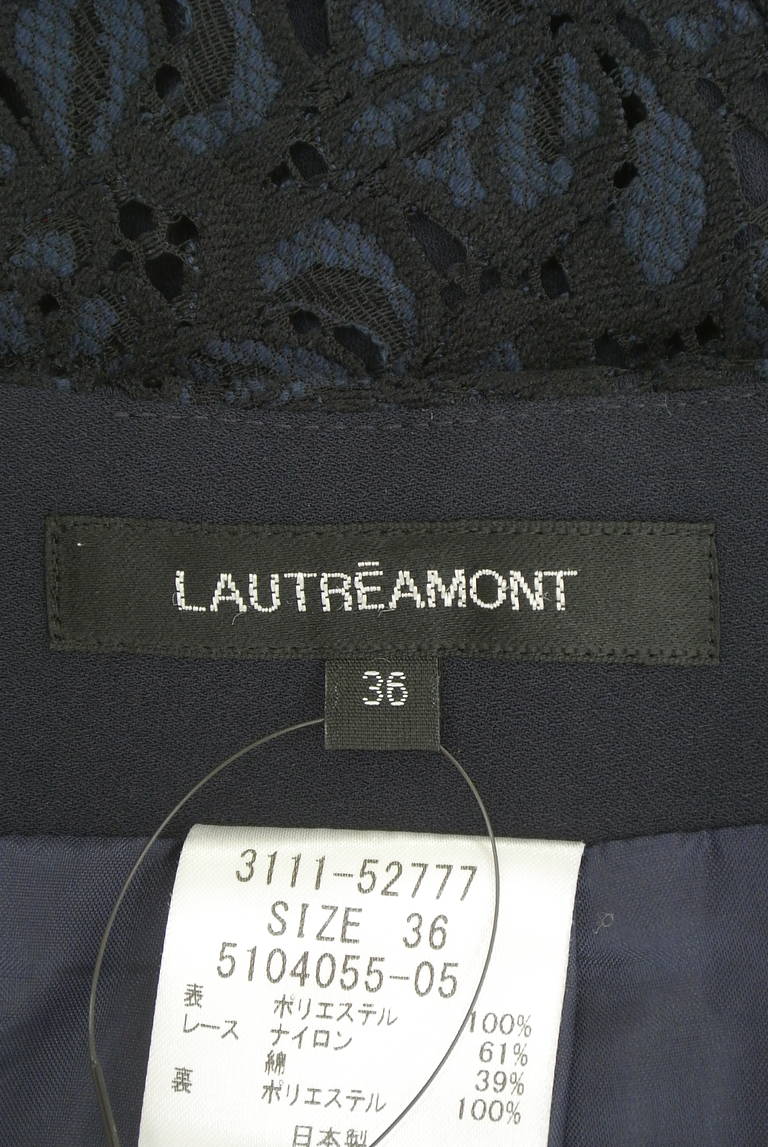 LAUTRĒAMONT
36
3111-52777
SIZE 36
5104055-05
表 ポリエステル 100%
レース ナイロン 61%
綿 39%
裏 ポリエステル 100%
日本製